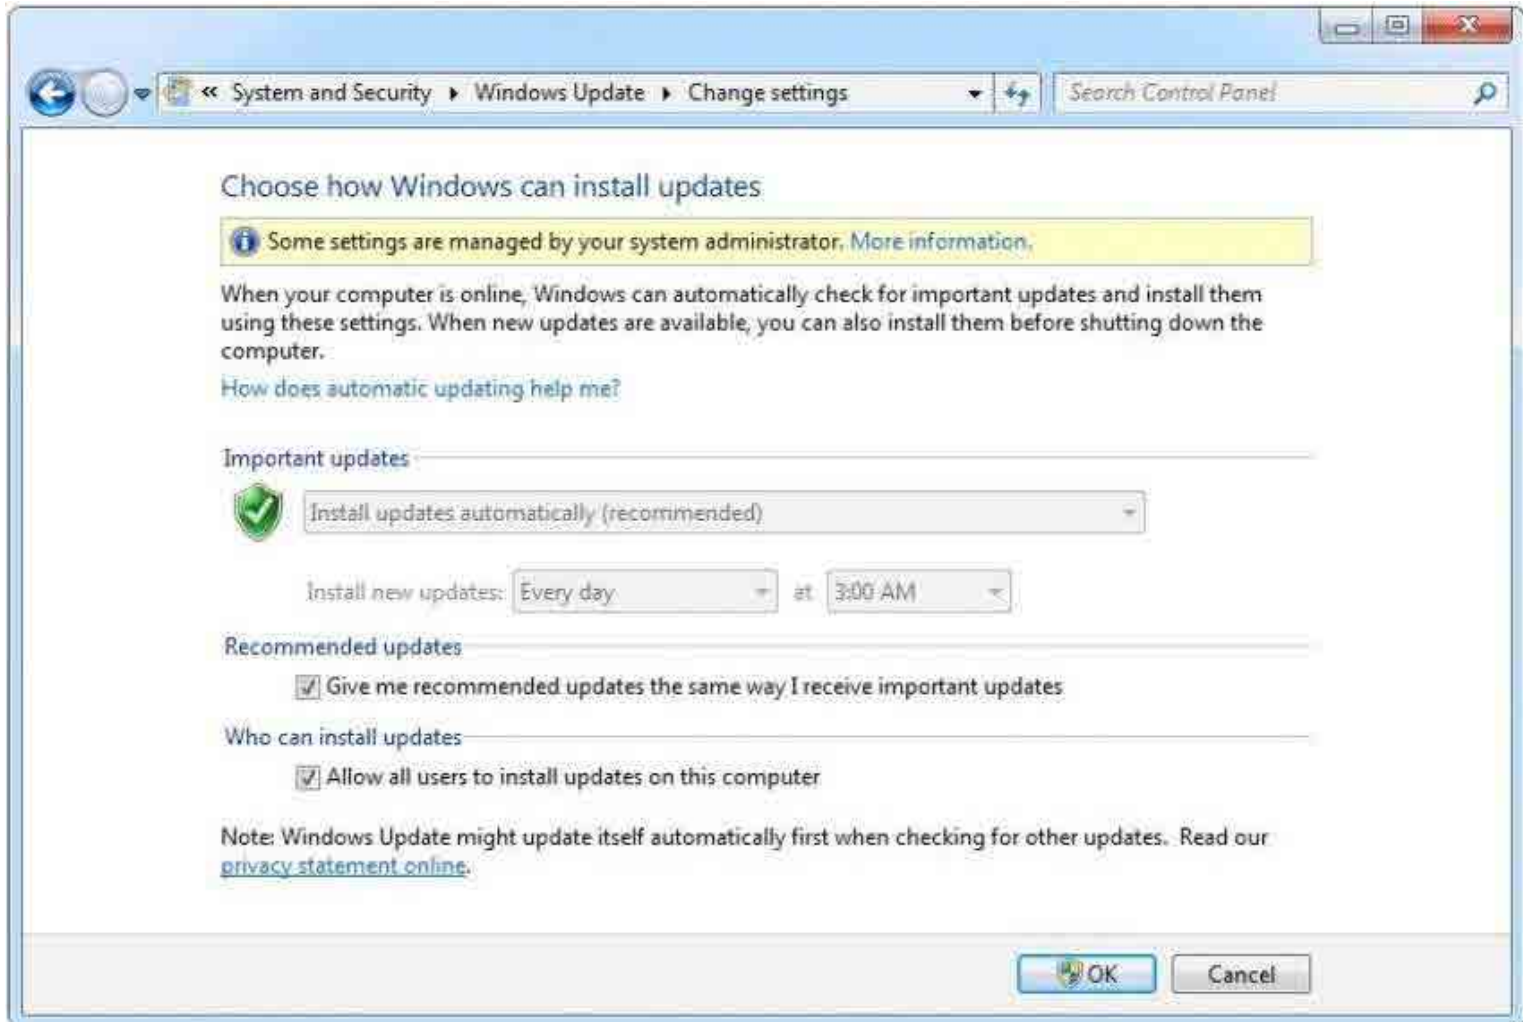 « System and Security ▸ Windows Update ▸ Change settings
Search Control Panel
Choose how Windows can install updates
Some settings are managed by your system administrator. More information.
When your computer is online, Windows can automatically check for important updates and install them
using these settings. When new updates are available, you can also install them before shutting down the
computer.
How does automatic updating help me?
Important updates
Install updates automatically (recommended)
Install new updates: Every day at 3:00 AM
Recommended updates
Give me recommended updates the same way I receive important updates
Who can install updates
Allow all users to install updates on this computer
Note: Windows Update might update itself automatically first when checking for other updates. Read our
privacy statement online.
OK Cancel